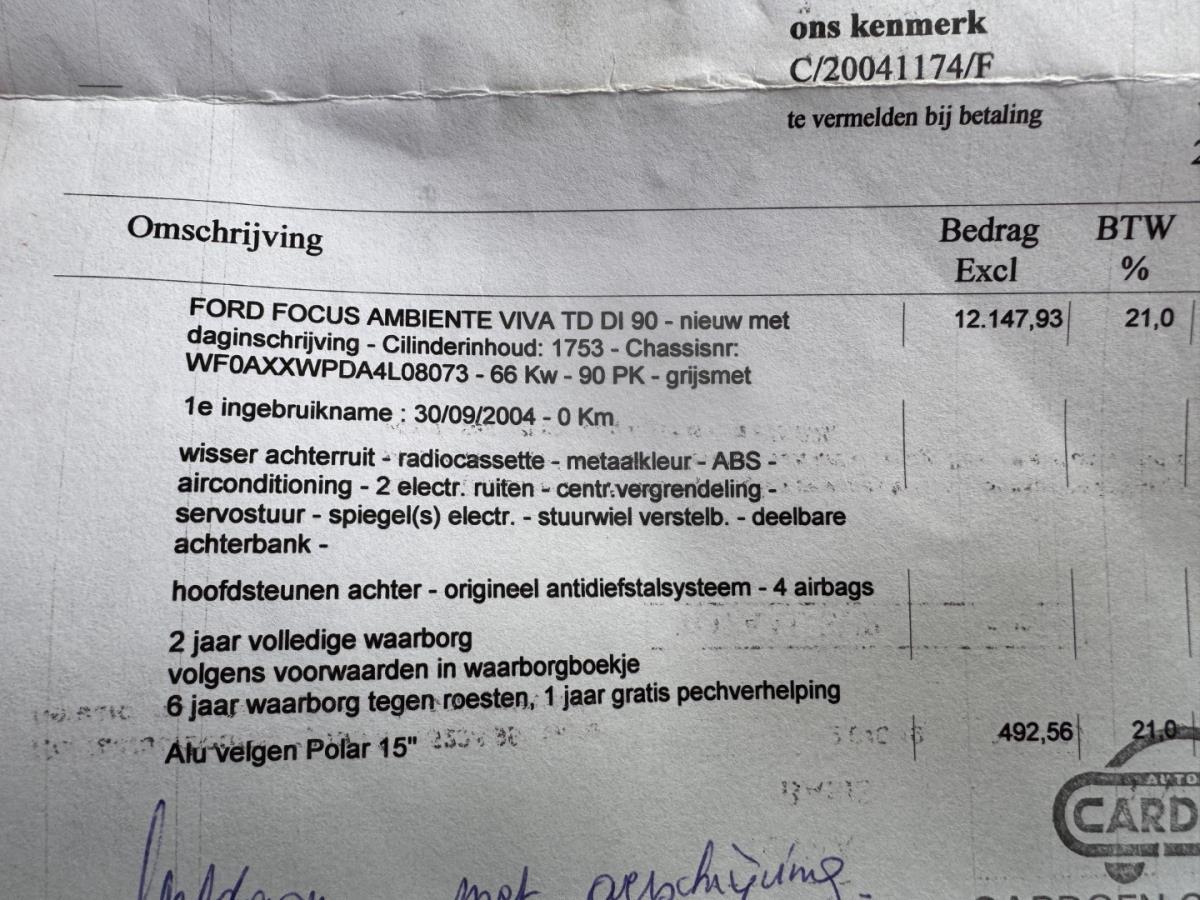 ons kenmerk
C/20041174/F
te vermelden bij betaling
Omschrijving Bedrag Excl BTW %
FORD FOCUS AMBIENTE VIVA TD DI 90 - nieuw met 12.147,93 21,0
daginschrijving - Cilinderinhoud: 1753 - Chassisnr:
WF0AXXWPDA4L08073 - 66 Kw - 90 PK - grijsmet
1e ingebruikname : 30/09/2004 - 0 Km
wisser achterruit - radiocassette - metaalkleur - ABS -
airconditioning - 2 electr. ruiten - centr.vergrendeling -
servostuur - spiegel(s) electr. - stuurwiel verstelb. - deelbare
achterbank -
hoofdsteunen achter - origineel antidiefstalsysteem - 4 airbags
2 jaar volledige waarborg
volgens voorwaarden in waarborgboekje
6 jaar waarborg tegen roesten, 1 jaar gratis pechverhelping
Alu velgen Polar 15" 492,56 21,0
AUTO
CARD
met overschrijving